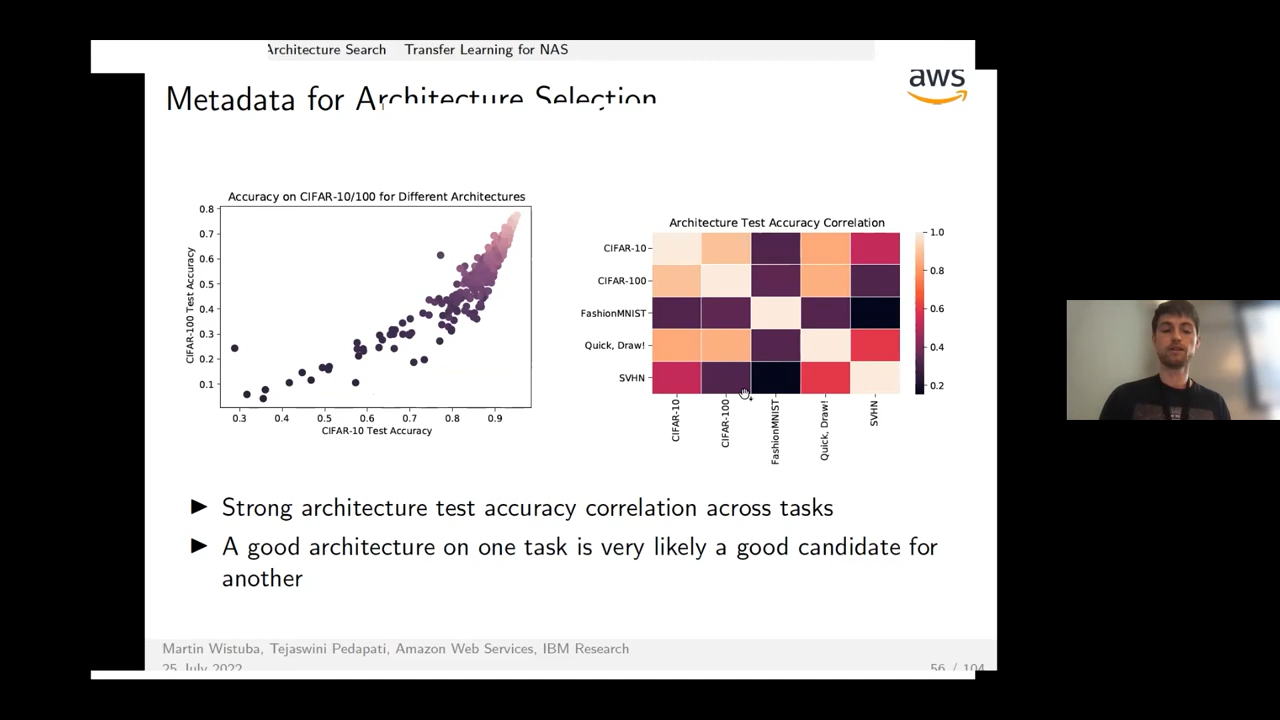 Architecture Search Transfer Learning for NAS
aws
Metadata for Architecture Selection
Accuracy on CIFAR-10/100 for Different Architectures
CIFAR-100 Test Accuracy
0.8
0.7
0.6
0.5
0.4
0.3
0.2
0.1
0.3 0.4 0.5 0.6 0.7 0.8 0.9
CIFAR-10 Test Accuracy
Architecture Test Accuracy Correlation
CIFAR-10
CIFAR-100
FashionMNIST
Quick, Draw!
SVHN
CIFAR-10
CIFAR-100
FashionMNIST
Quick, Draw!
SVHN
1.0
0.8
0.6
0.4
0.2
Strong architecture test accuracy correlation across tasks
A good architecture on one task is very likely a good candidate for
another
Martin Wistuba, Tejaswini Pedapati, Amazon Web Services, IBM Research
25 July 2022
56 / 104